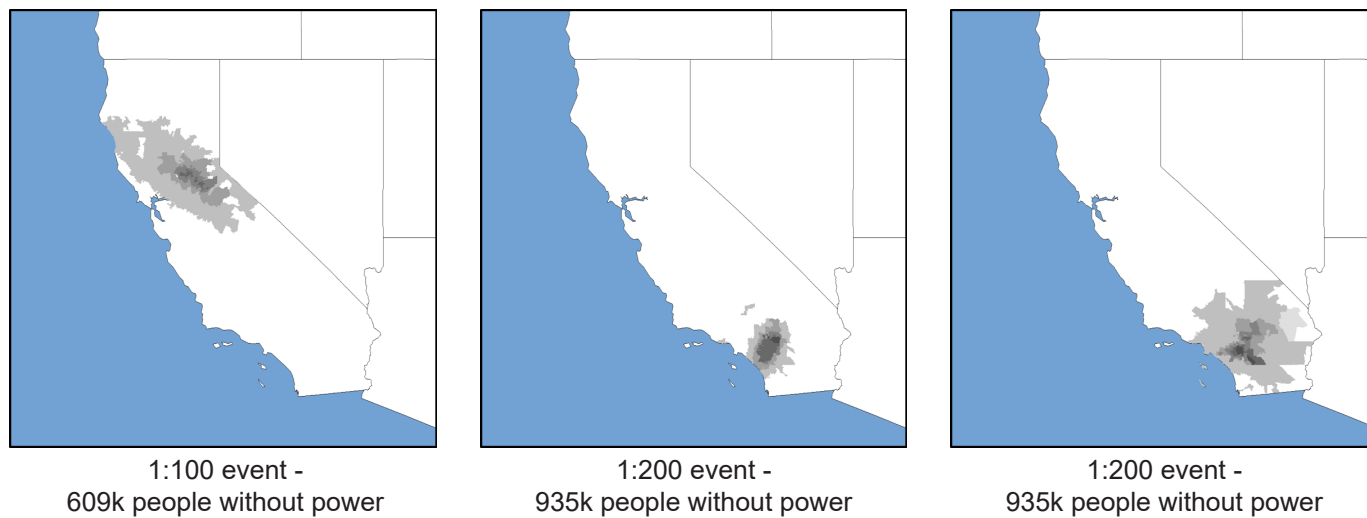 1:100 event -
609k people without power
1:200 event -
935k people without power
1:200 event -
935k people without power